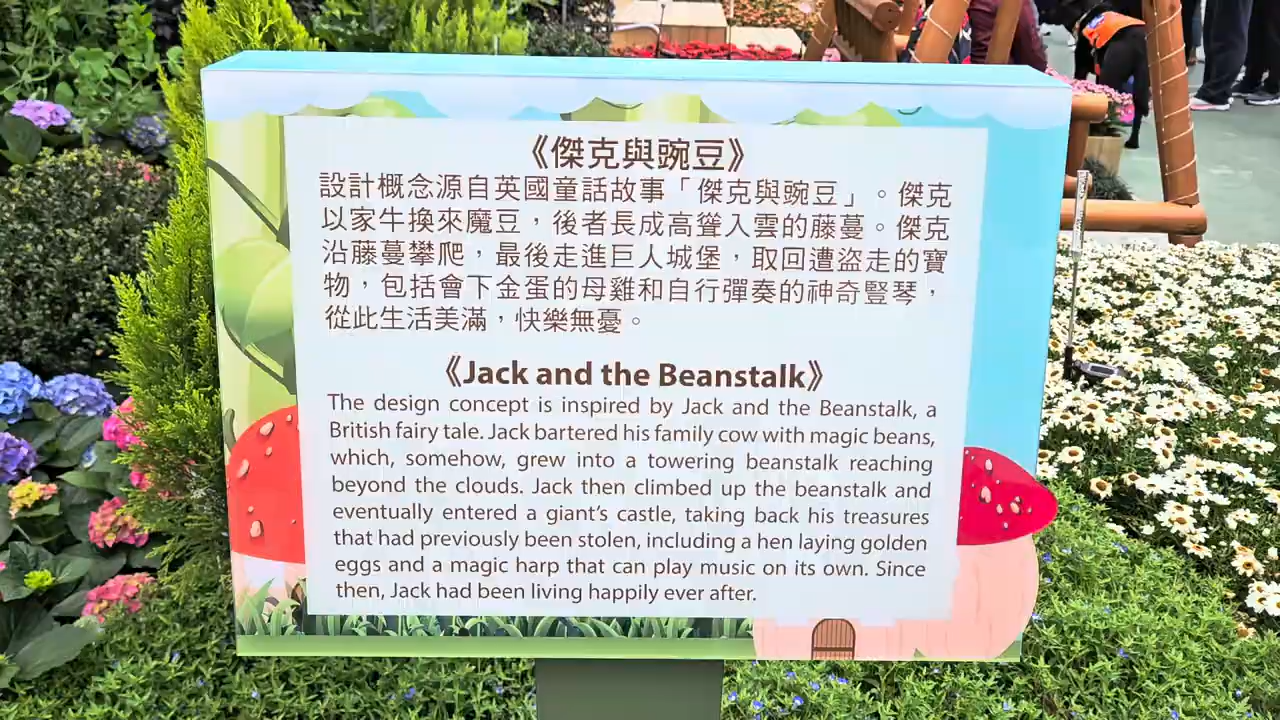 《傑克與豌豆》
設計概念源自英國童話故事「傑克與豌豆」。傑克
以家牛換來魔豆，後者長成高聳入雲的藤蔓。傑克
沿藤蔓攀爬，最後走進巨人城堡，取回遭盜走的寶
物，包括會下金蛋的母雞和自行彈奏的神奇豎琴，
從此生活美滿，快樂無憂。
《Jack and the Beanstalk》
The design concept is inspired by Jack and the Beanstalk, a
British fairy tale. Jack bartered his family cow with magic beans,
which, somehow, grew into a towering beanstalk reaching
beyond the clouds. Jack then climbed up the beanstalk and
eventually entered a giant’s castle, taking back his treasures
that had previously been stolen, including a hen laying golden
eggs and a magic harp that can play music on its own. Since
then, Jack had been living happily ever after.